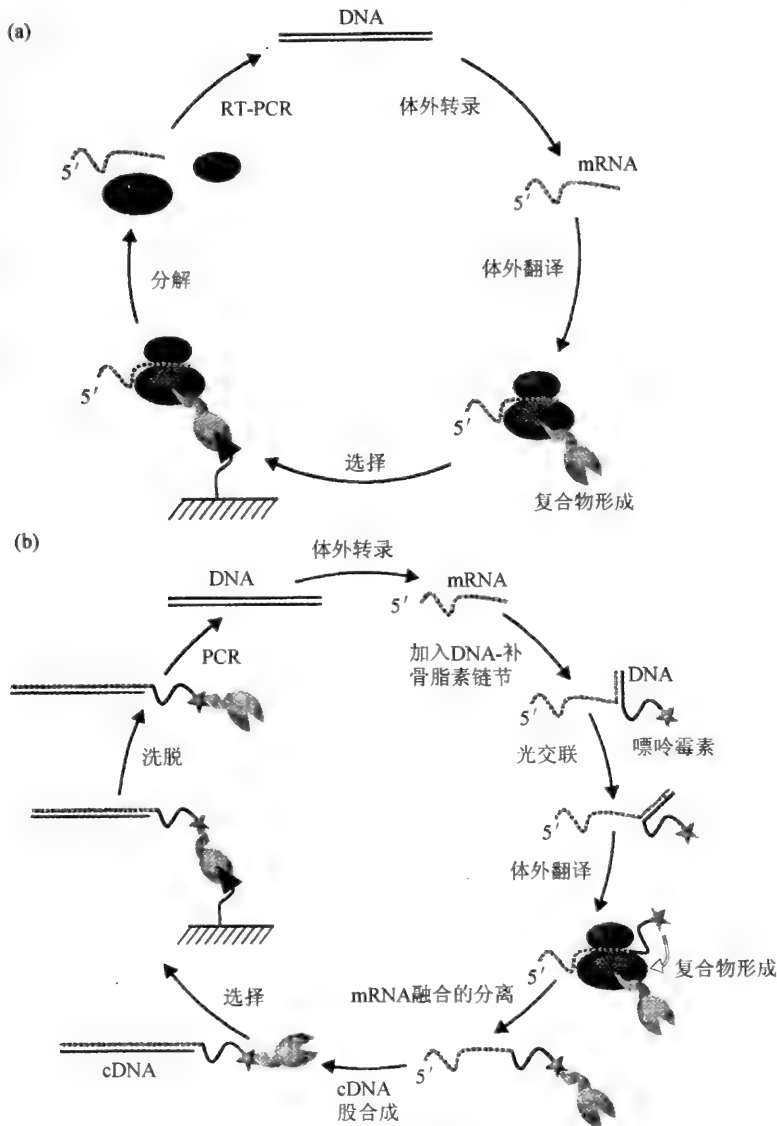 (a)
DNA
RT-PCR
体外转录
5′
mRNA
5′
体外翻译
分解
5′
5′
选择
复合物形成
(b)
体外转录
DNA
mRNA
5′
PCR
加入DNA-补
骨脂素链节
DNA
5′
嘌呤霉素
光交联
洗脱
5′
体外翻译
5′
复合物形成
mRNA融合的分离
选择
cDNA
5′
cDNA
股合成